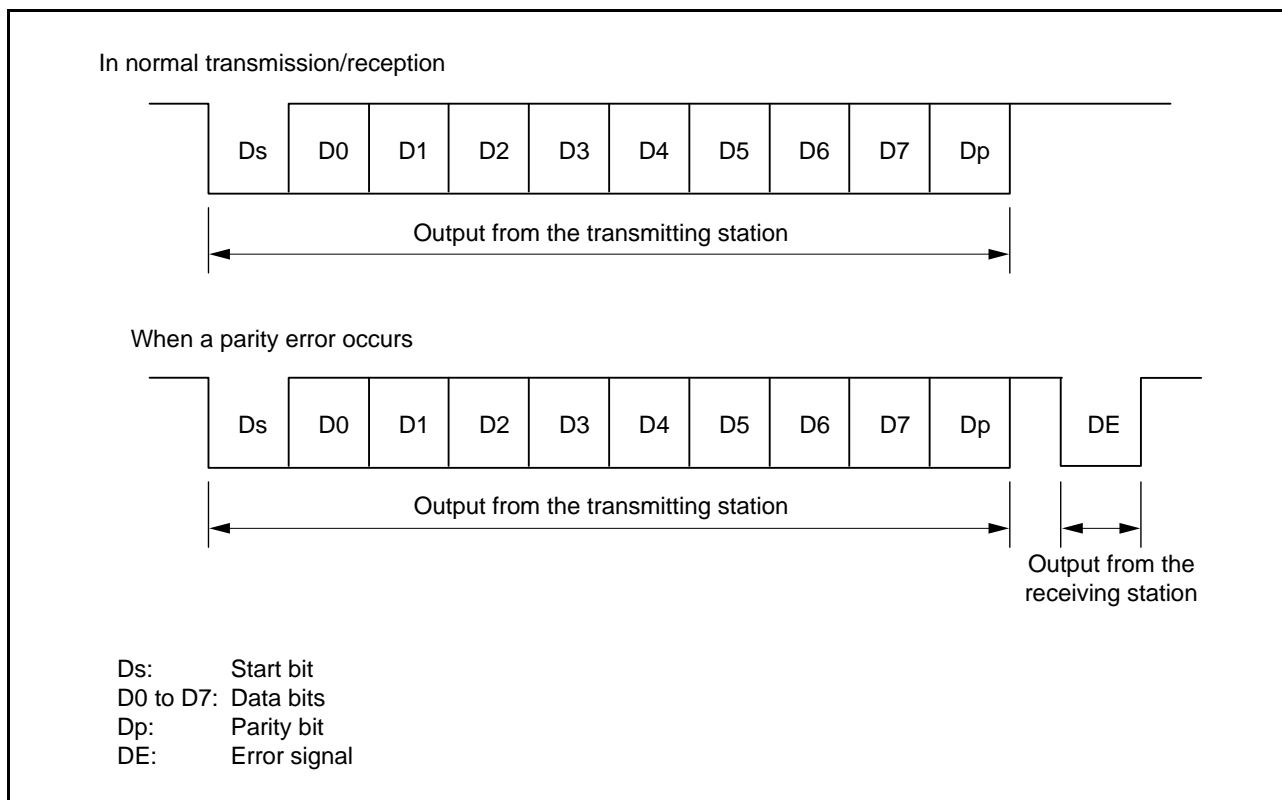 In normal transmission/reception
Ds D0 D1 D2 D3 D4 D5 D6 D7 Dp
Output from the transmitting station
When a parity error occurs
Ds D0 D1 D2 D3 D4 D5 D6 D7 Dp DE
Output from the transmitting station
Output from the
receiving station
Ds: Start bit
D0 to D7: Data bits
Dp: Parity bit
DE: Error signal